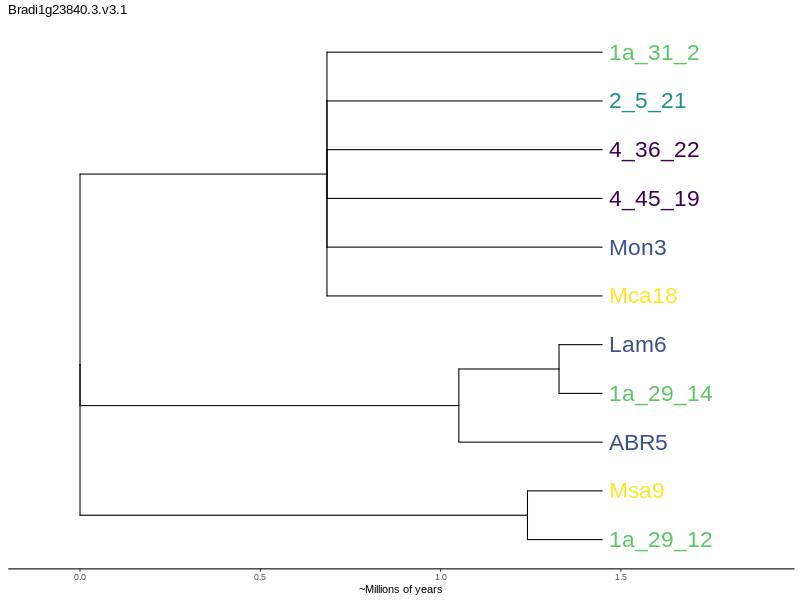 Bradi1g23840.3.v3.1
1a_31_2
2_5_21
4_36_22
4_45_19
Mon3
Mca18
Lam6
1a_29_14
ABR5
Msa9
1a_29_12
0.0 0.5 1.0 1.5
~Millions of years